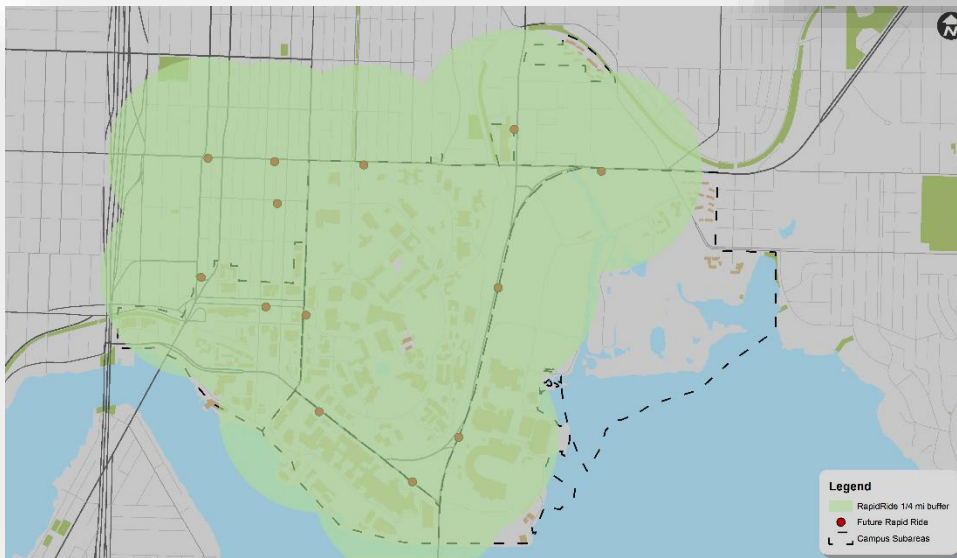 N
Legend
RapidRide 1/4 mi buffer
Future Rapid Ride
Campus Subareas